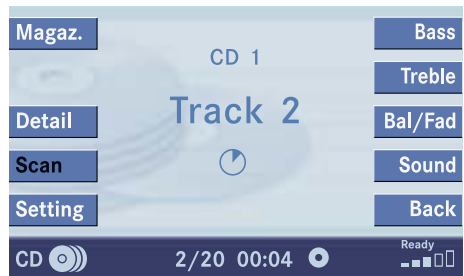 Magaz.
Bass
CD 1
Treble
Detail
Track 2
Bal/Fad
Scan
Sound
Setting
Back
CD
2/20 00:04
Ready